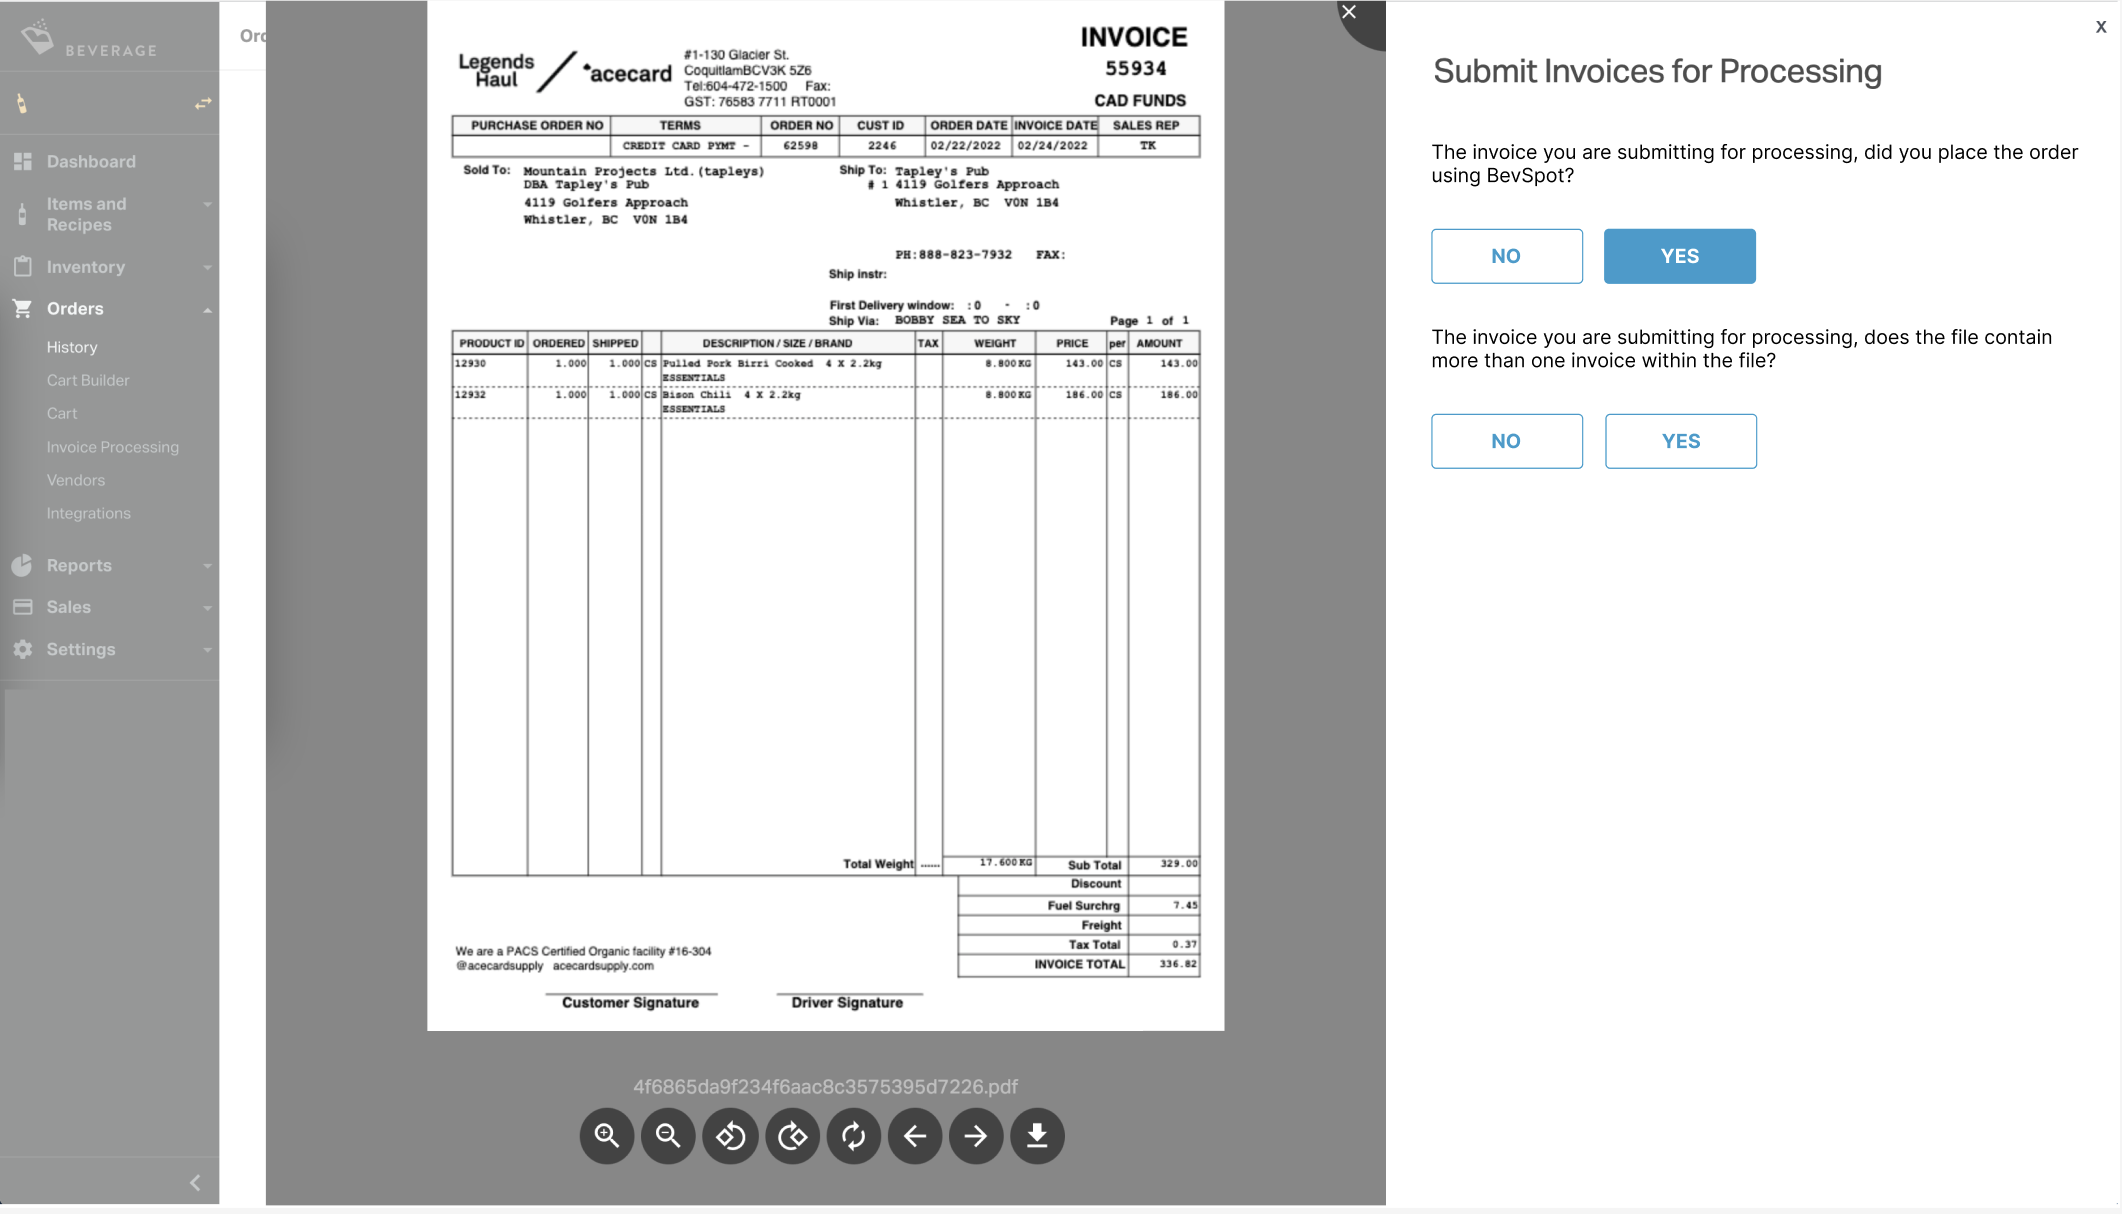 BEVERAGE
Dashboard
Items and
Recipes
Inventory
Orders
History
Cart Builder
Cart
Invoice Processing
Vendors
Integrations
Reports
Sales
Settings
Legends
Haul
acecard
#1-130 Glacier St.
CoquitlamBCV3K 5Z6
Tel:604-472-1500 Fax:
GST: 76583 7711 RT0001
INVOICE
55934
CAD FUNDS
PURCHASE ORDER NO TERMS ORDER NO CUST ID ORDER DATE INVOICE DATE SALES REP
CREDIT CARD PYMT - 62598 2246 02/22/2022 02/24/2022 TK
Sold To: Mountain Projects Ltd.(tapleys)
DBA Tapley's Pub
4119 Golfers Approach
Whistler, BC V0N 1B4
Ship To: Tapley's Pub
# 1 4119 Golfers Approach
Whistler, BC V0N 1B4
PH:888-823-7932 FAX:
Ship instr:
First Delivery window: :0 - :0
Ship Via: BOBBY SEA TO SKY Page 1 of 1
PRODUCT ID ORDERED SHIPPED DESCRIPTION / SIZE / BRAND TAX WEIGHT PRICE per AMOUNT
12930 1.000 1.000 CS Pulled Pork Birri Cooked 4 X 2.2kg 8.800KG 143.00 CS 143.00
ESSENTIALS
12932 1.000 1.000 CS Bison Chili 4 X 2.2kg 8.800KG 186.00 CS 186.00
ESSENTIALS
Total Weight ...... 17.600KG Sub Total 329.00
Discount
Fuel Surchrg 7.45
Freight
Tax Total 0.37
INVOICE TOTAL 336.82
We are a PACS Certified Organic facility #16-304
@acecardsupply acecardsupply.com
Customer Signature Driver Signature
4f6865da9f234f6aac8c3575395d7226.pdf
x
Submit Invoices for Processing
The invoice you are submitting for processing, did you place the order
using BevSpot?
NO YES
The invoice you are submitting for processing, does the file contain
more than one invoice within the file?
NO YES